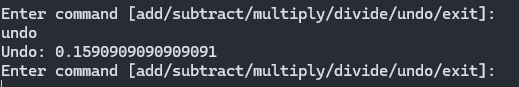 Enter command [add/subtract/multiply/divide/undo/exit]:
undo
Undo: 0.1590909090909091
Enter command [add/subtract/multiply/divide/undo/exit]: